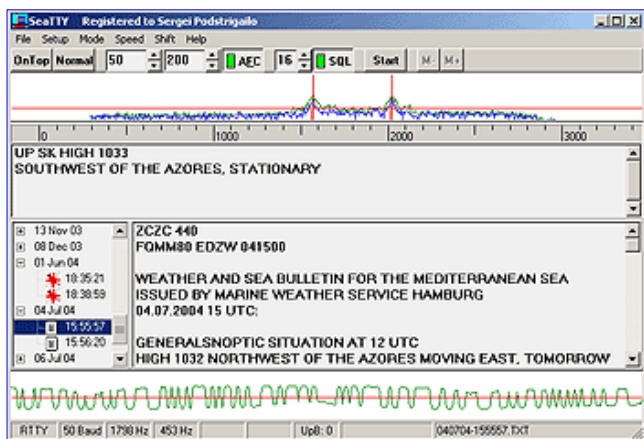 SeaTTY Registered to Sergei Podstrigailo
File Setup Mode Speed Shift Help
OnTop Normal 50 200 AFC 16 SQL Start M- M+
0 1000 2000 3000
UP SK HIGH 1033
SOUTHWEST OF THE AZORES, STATIONARY
13 Nov 03
08 Dec 03
01 Jun 04
18:35:21
18:38:59
04 Jul 04
15:55:57
15:56:20
06 Jul 04
ZCZC 440
FQMM80 EDZW 041500
WEATHER AND SEA BULLETIN FOR THE MEDITERRANEAN SEA
ISSUED BY MARINE WEATHER SERVICE HAMBURG
04.07.2004 15 UTC:
GENERALSNOPTIC SITUATION AT 12 UTC
HIGH 1032 NORTHWEST OF THE AZORES MOVING EAST, TOMORROW
RTTY 50 Baud 1798 Hz 453 Hz UpB: 0 040704-155557.TXT